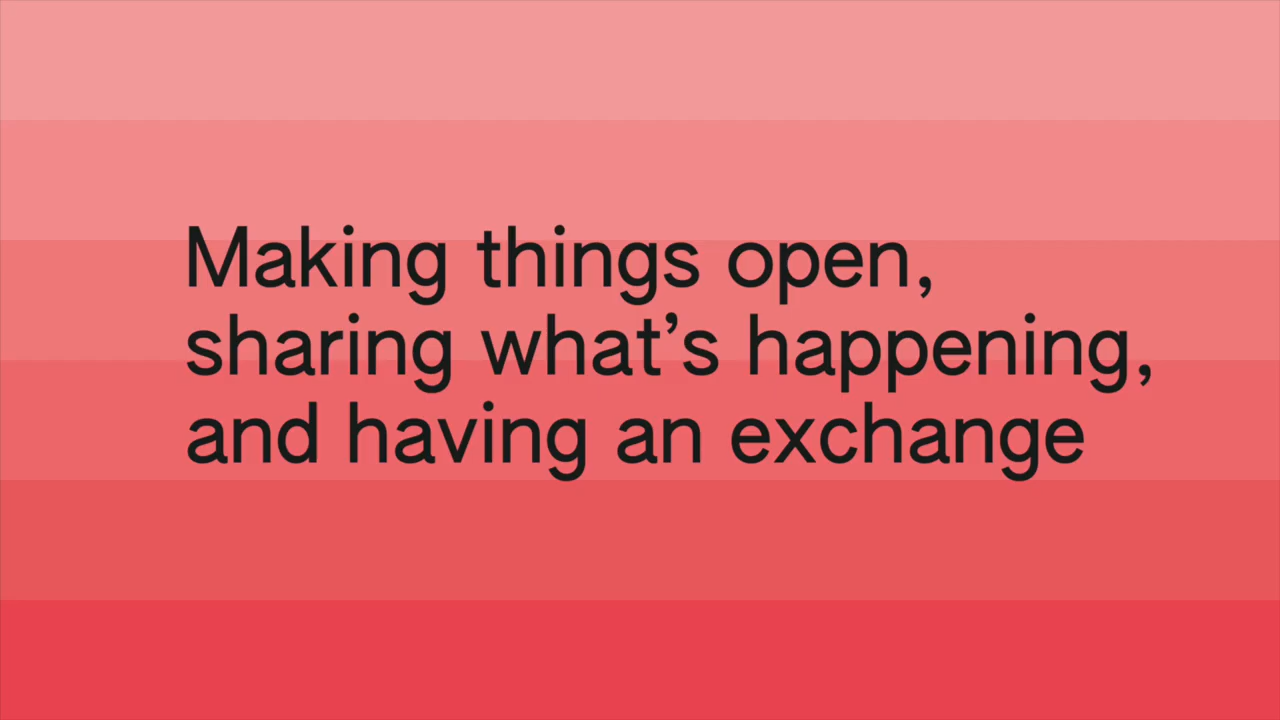 Making things open,
sharing what’s happening,
and having an exchange